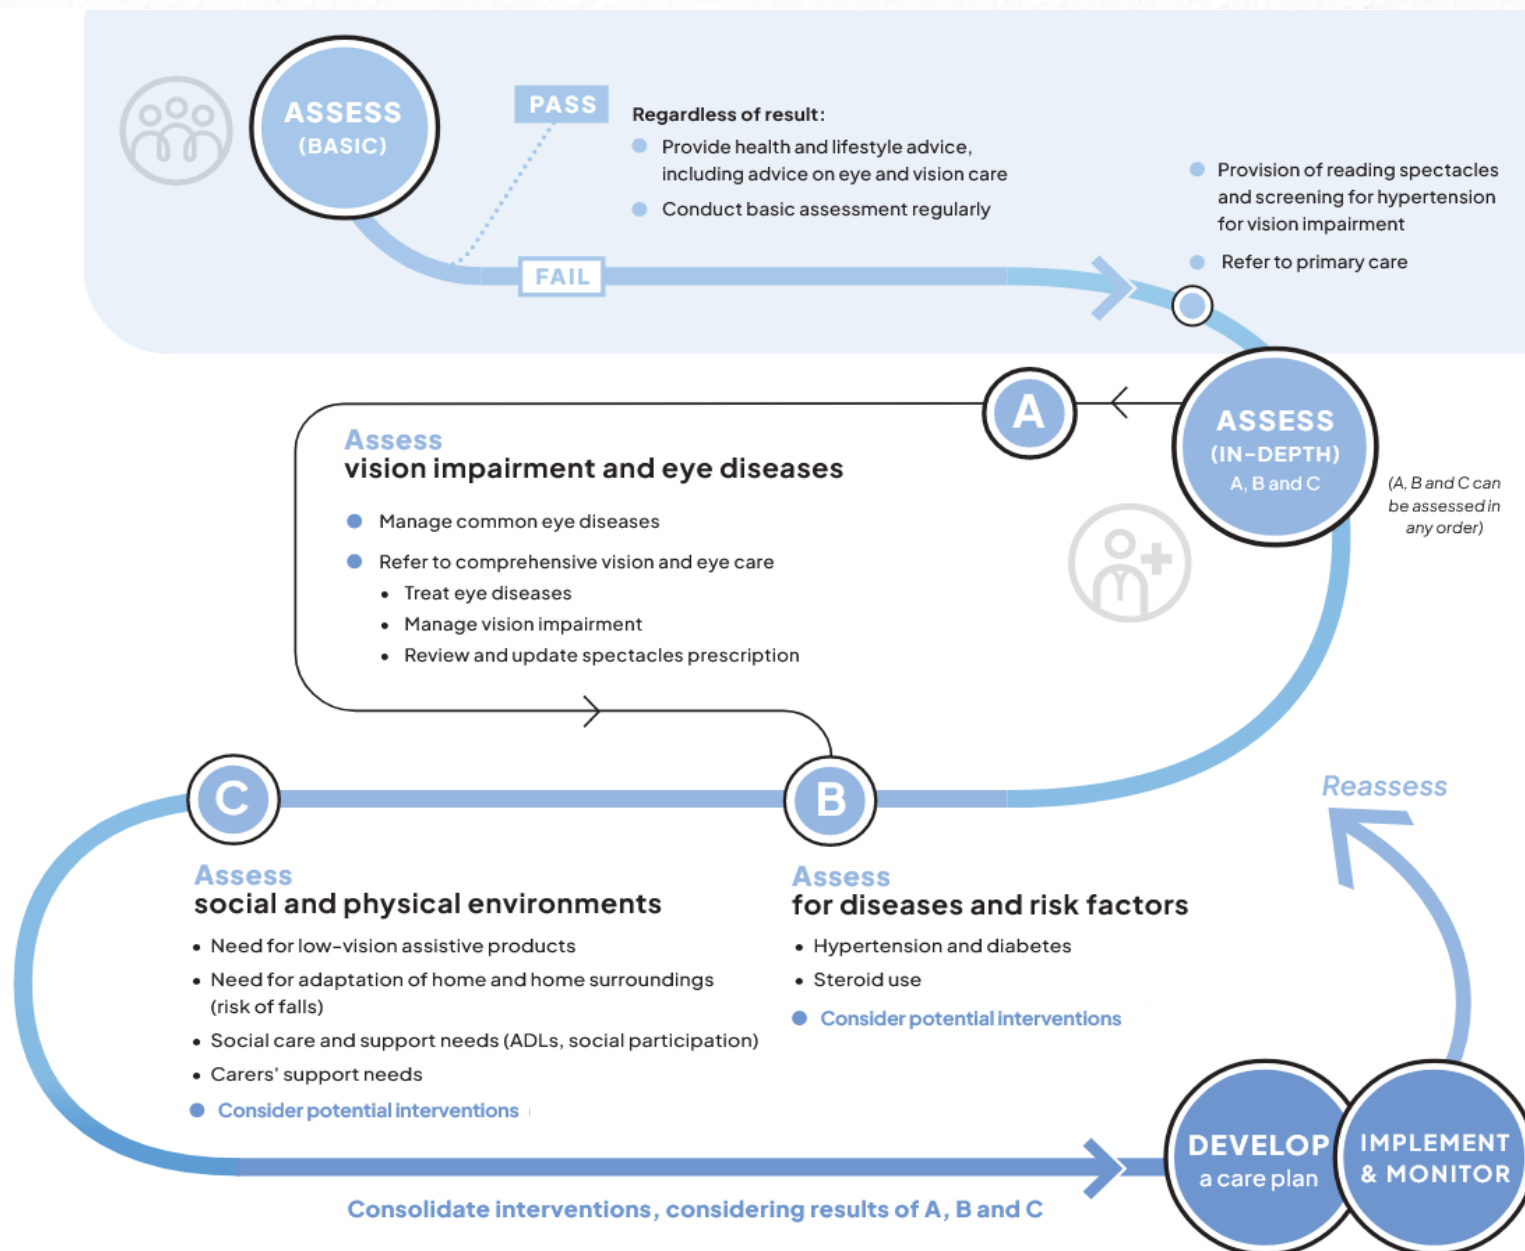 ASSESS
(BASIC)
PASS
FAIL
Regardless of result:
Provide health and lifestyle advice,
including advice on eye and vision care
Conduct basic assessment regularly
Provision of reading spectacles
and screening for hypertension
for vision impairment
Refer to primary care
ASSESS
(IN-DEPTH)
A, B and C
(A, B and C can
be assessed in
any order)
A
Assess
vision impairment and eye diseases
Manage common eye diseases
Refer to comprehensive vision and eye care
• Treat eye diseases
• Manage vision impairment
• Review and update spectacles prescription
B
Assess
for diseases and risk factors
• Hypertension and diabetes
• Steroid use
Consider potential interventions
C
Assess
social and physical environments
• Need for low-vision assistive products
• Need for adaptation of home and home surroundings
(risk of falls)
• Social care and support needs (ADLs, social participation)
• Carers' support needs
Consider potential interventions
Consolidate interventions, considering results of A, B and C
DEVELOP
a care plan
IMPLEMENT
& MONITOR
Reassess